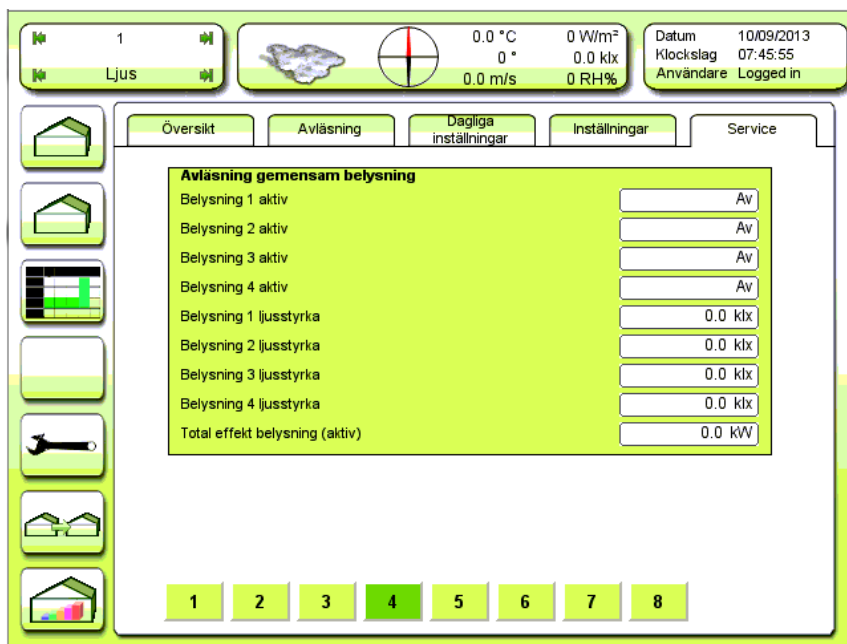 1
Ljus
0.0 °C 0 W/m²
0 ° 0.0 klx
0.0 m/s 0 RH%
Datum 10/09/2013
Klockslag 07:45:55
Användare Logged in
Översikt
Avläsning
Dagliga
inställningar
Inställningar
Service
Avläsning gemensam belysning
Belysning 1 aktiv Av
Belysning 2 aktiv Av
Belysning 3 aktiv Av
Belysning 4 aktiv Av
Belysning 1 ljusstyrka 0.0 klx
Belysning 2 ljusstyrka 0.0 klx
Belysning 3 ljusstyrka 0.0 klx
Belysning 4 ljusstyrka 0.0 klx
Total effekt belysning (aktiv) 0.0 kW
1 2 3 4 5 6 7 8